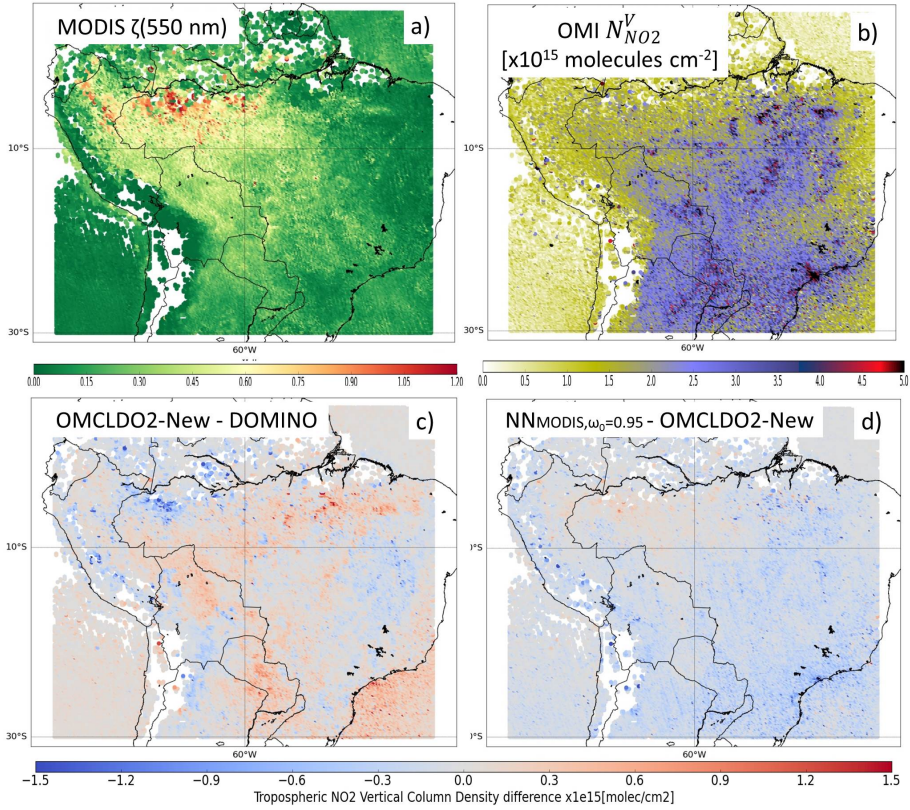 MODIS ζ(550 nm)
a)
10°S
30°S
60°W
0.00 0.15 0.30 0.45 0.60 0.75 0.90 1.05 1.20
OMI N^V_NO2
[x10^15 molecules cm^-2]
b)
10°S
30°S
60°W
0.0 0.5 1.0 1.5 2.0 2.5 3.0 3.5 4.0 4.5 5.0
OMCLDO2-New - DOMINO
c)
10°S
30°S
60°W
NN_MODIS,ω₀=0.95 - OMCLDO2-New
d)
)°S
)°S
60°W
−1.5 −1.2 −0.9 −0.6 −0.3 0.0 0.3 0.6 0.9 1.2 1.5
Tropospheric NO2 Vertical Column Density difference x1e15[molec/cm2]